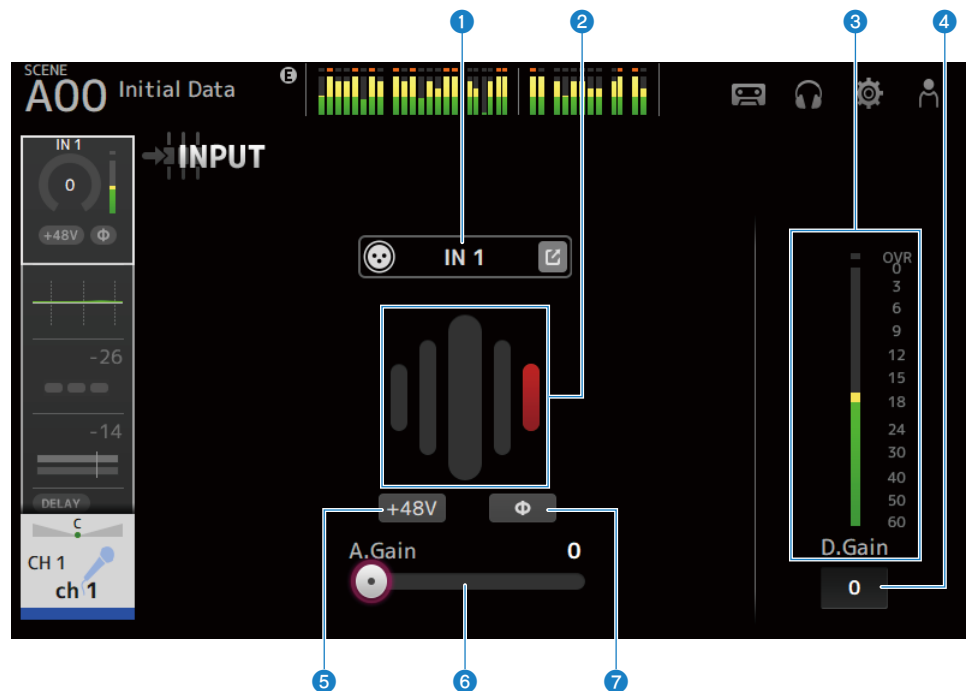 1 2 3 4
SCENE
A00 Initial Data E
IN 1
0
+48V Φ
INPUT
IN 1
-26
-14
DELAY
C
CH 1
ch 1
+48V Φ
A.Gain 0
OVR
0
3
6
9
12
15
18
24
30
40
50
60
D.Gain
0
5 6 7